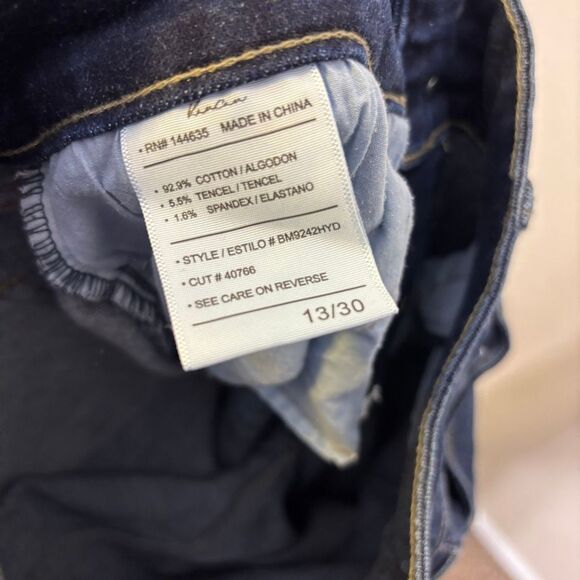 KanCan
• RN# 144635 MADE IN CHINA
• 92.9% COTTON / ALGODON
• 5.5% TENCEL / TENCEL
• 1.6% SPANDEX / ELASTANO
• STYLE / ESTILO # BM9242HYD
• CUT # 40766
• SEE CARE ON REVERSE
13/30